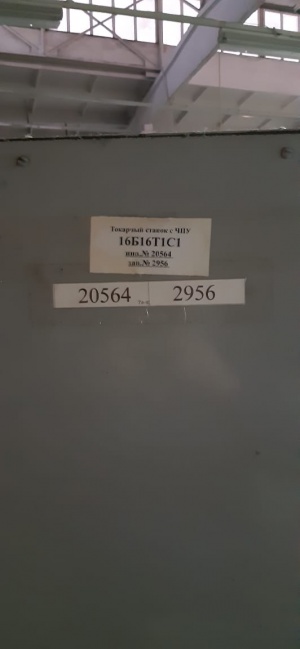 Токарный станок с ЧПУ
16Б16Т1С1
инв.№ 20564
зав.№ 2956
20564 2956